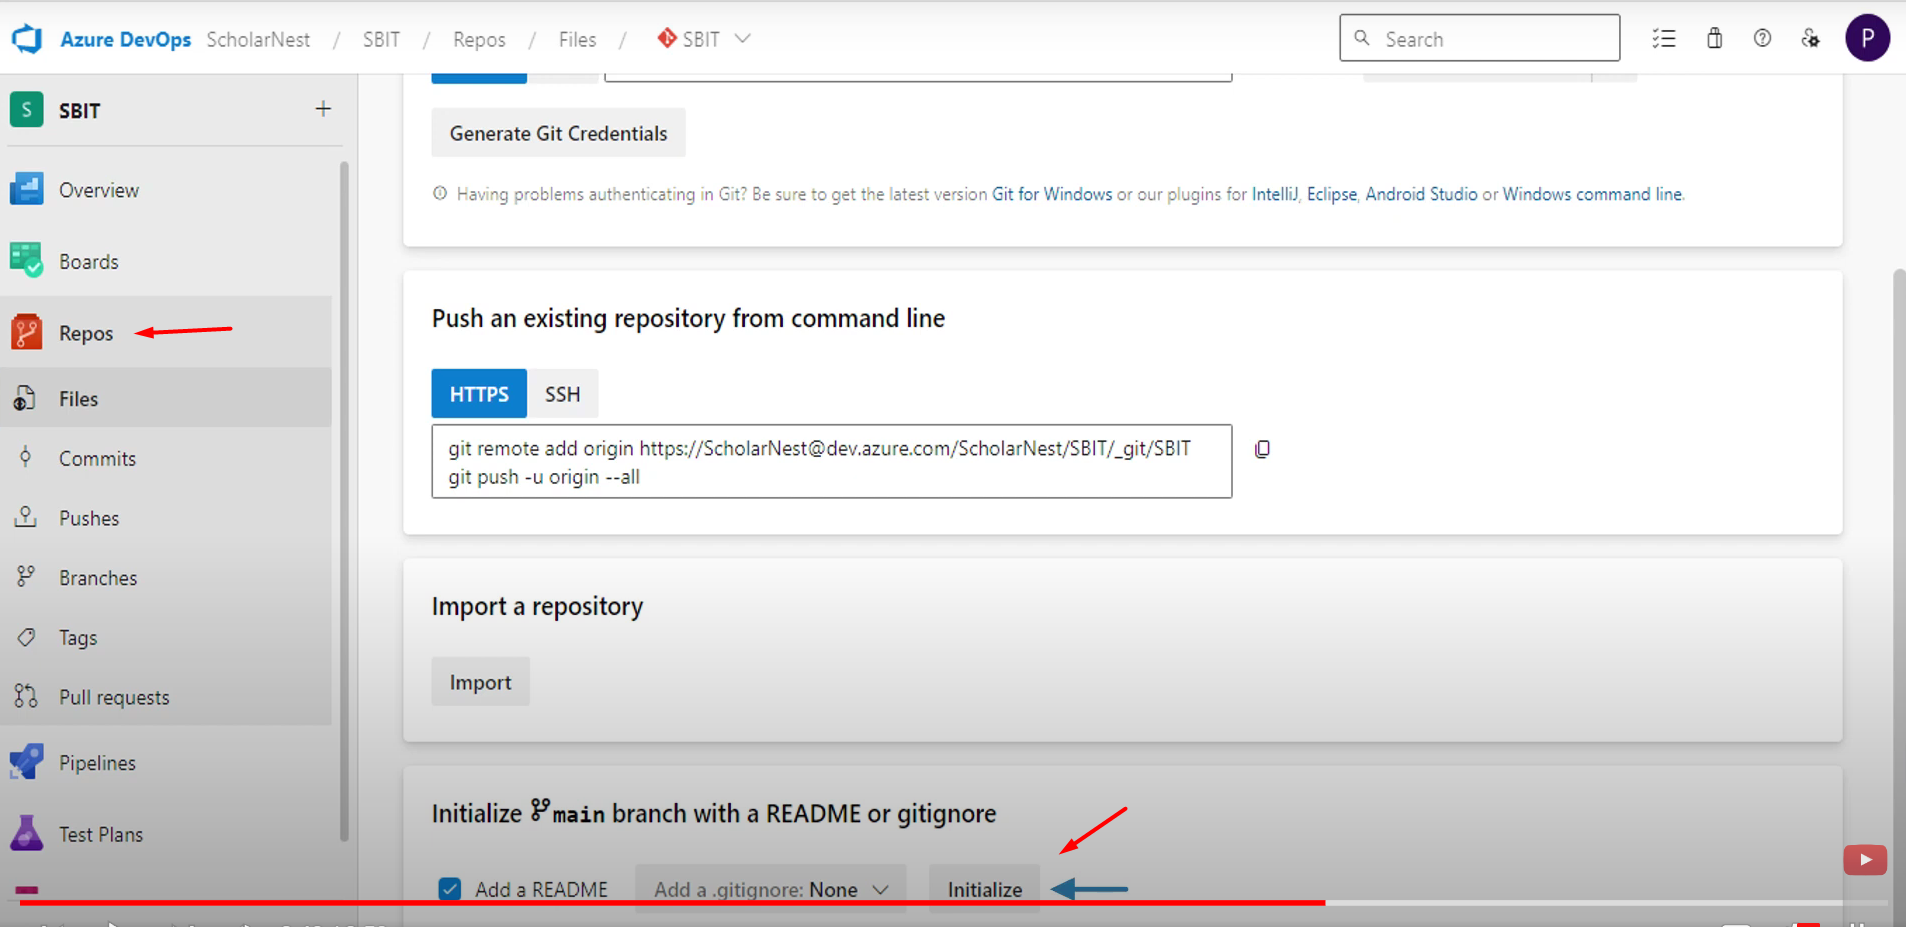 Azure DevOps ScholarNest / SBIT / Repos / Files / SBIT
Search
P
S SBIT +
Overview
Boards
Repos
Files
Commits
Pushes
Branches
Tags
Pull requests
Pipelines
Test Plans
Generate Git Credentials
Having problems authenticating in Git? Be sure to get the latest version Git for Windows or our plugins for IntelliJ, Eclipse, Android Studio or Windows command line.
Push an existing repository from command line
HTTPS SSH
git remote add origin https://ScholarNest@dev.azure.com/ScholarNest/SBIT/_git/SBIT
git push -u origin --all
Import a repository
Import
Initialize main branch with a README or gitignore
Add a README Add a .gitignore: None Initialize